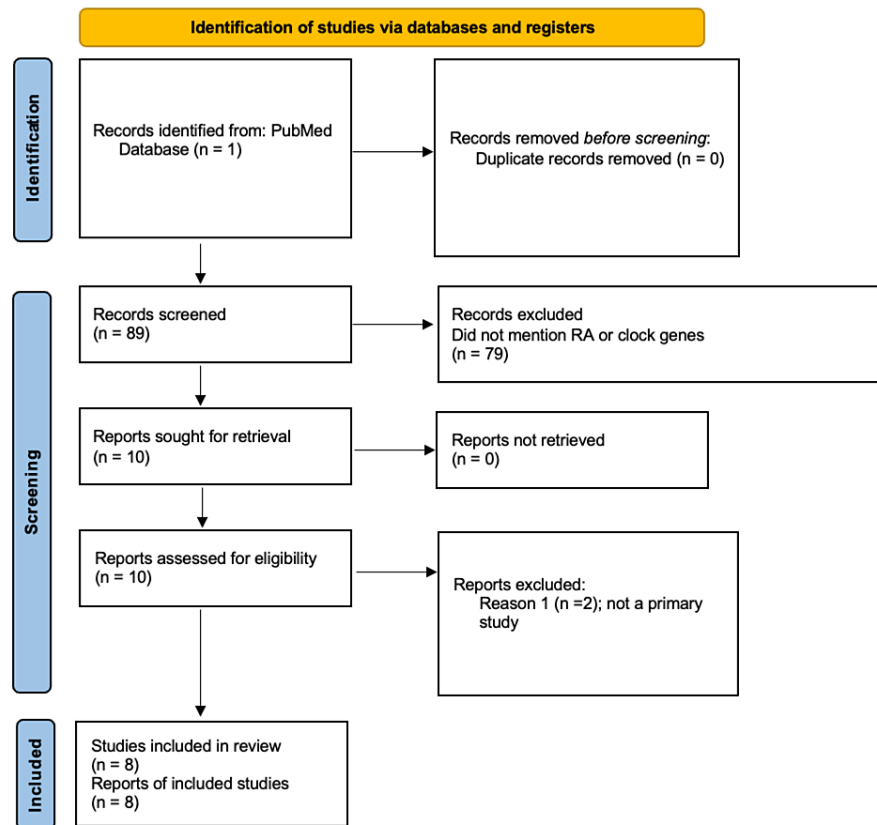 Identification of studies via databases and registers
Identification
Records identified from: PubMed
Database (n = 1)
Records removed before screening:
Duplicate records removed (n = 0)
Screening
Records screened
(n = 89)
Records excluded
Did not mention RA or clock genes
(n = 79)
Reports sought for retrieval
(n = 10)
Reports not retrieved
(n = 0)
Reports assessed for eligibility
(n = 10)
Reports excluded:
Reason 1 (n =2); not a primary
study
Included
Studies included in review
(n = 8)
Reports of included studies
(n = 8)